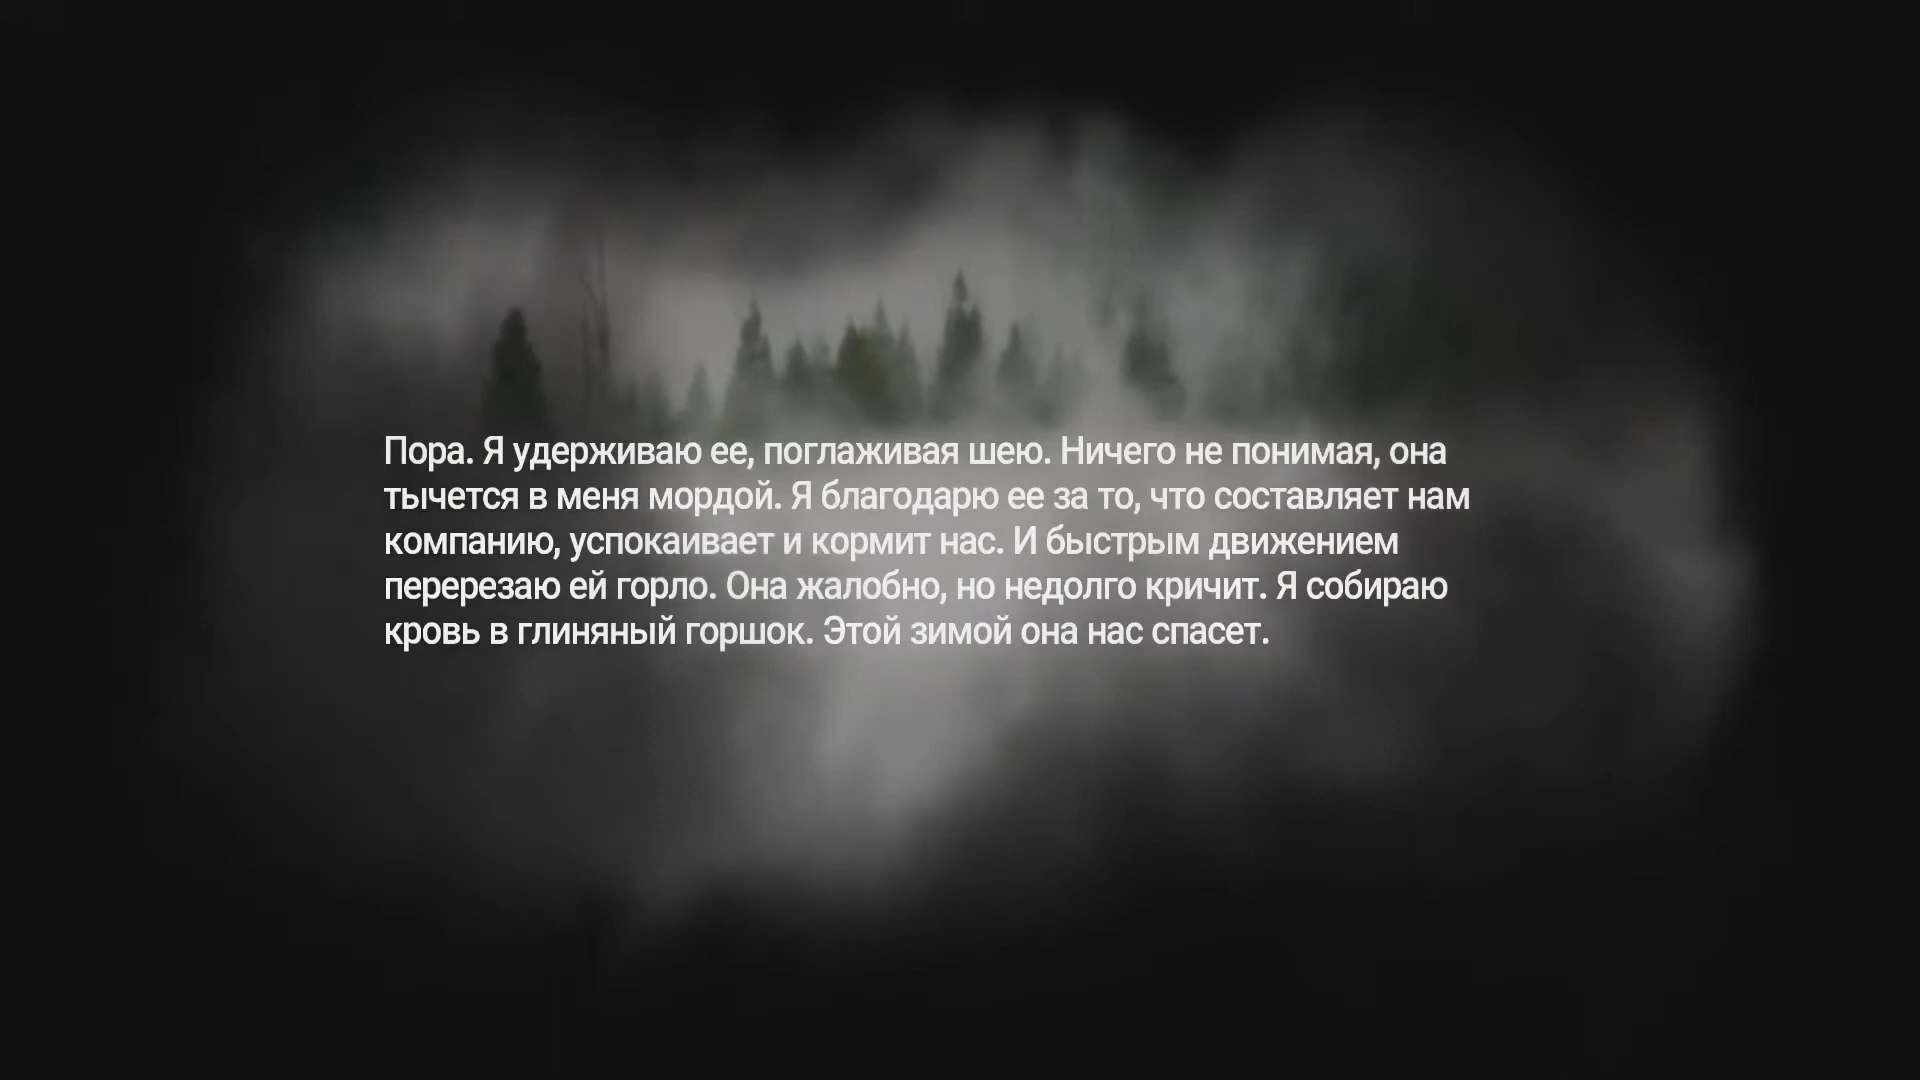 Пора. Я удерживаю ее, поглаживая шею. Ничего не понимая, она
тычется в меня мордой. Я благодарю ее за то, что составляет нам
компанию, успокаивает и кормит нас. И быстрым движением
перерезаю ей горло. Она жалобно, но недолго кричит. Я собираю
кровь в глиняный горшок. Этой зимой она нас спасет.